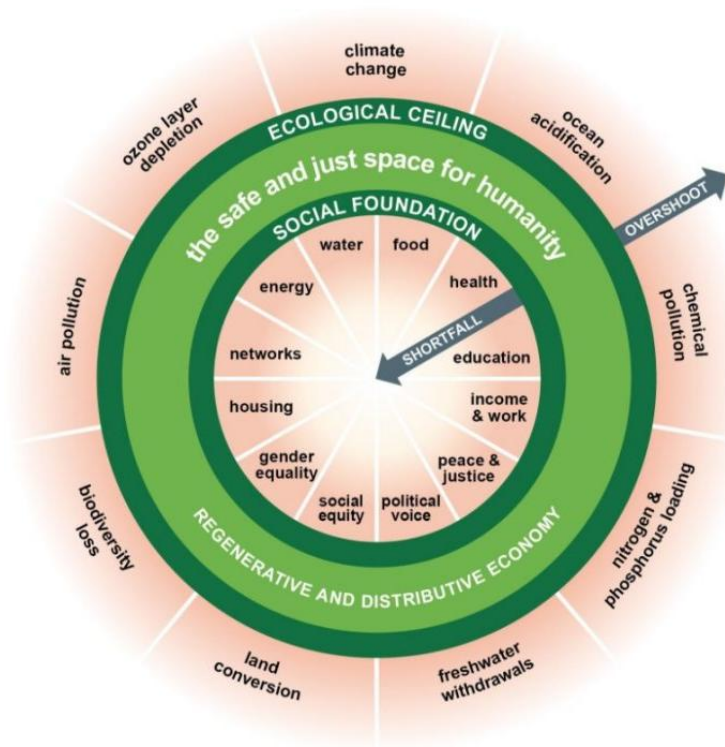 climate
change
ocean
acidification
chemical
pollution
nitrogen &
phosphorus loading
freshwater
withdrawals
land
conversion
biodiversity
loss
air pollution
ozone layer
depletion
OVERSHOOT
ECOLOGICAL CEILING
the safe and just space for humanity
SOCIAL FOUNDATION
water
food
health
SHORTFALL
education
income
& work
peace &
justice
political
voice
social
equity
gender
equality
housing
networks
energy
REGENERATIVE AND DISTRIBUTIVE ECONOMY